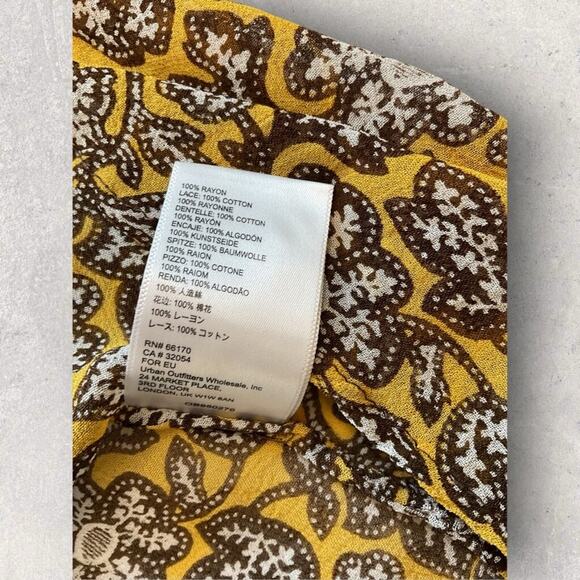 100% RAYON
LACE: 100% COTTON
100% RAYONNE
DENTELLE: 100% COTTON
100% RAYÓN
ENCAJE: 100% ALGODÓN
100% KUNSTSEIDE
SPITZE: 100% BAUMWOLLE
100% RAION
PIZZO: 100% COTONE
100% RAIOM
RENDA: 100% ALGODÃO
100% 人造絲
花边: 100% 棉花
100% レーヨン
レース: 100% コットン
RN# 66170
CA # 32054
FOR EU
Urban Outfitters Wholesale, Inc
24 MARKET PLACE,
3RD FLOOR
LONDON, UK W1W 8AN